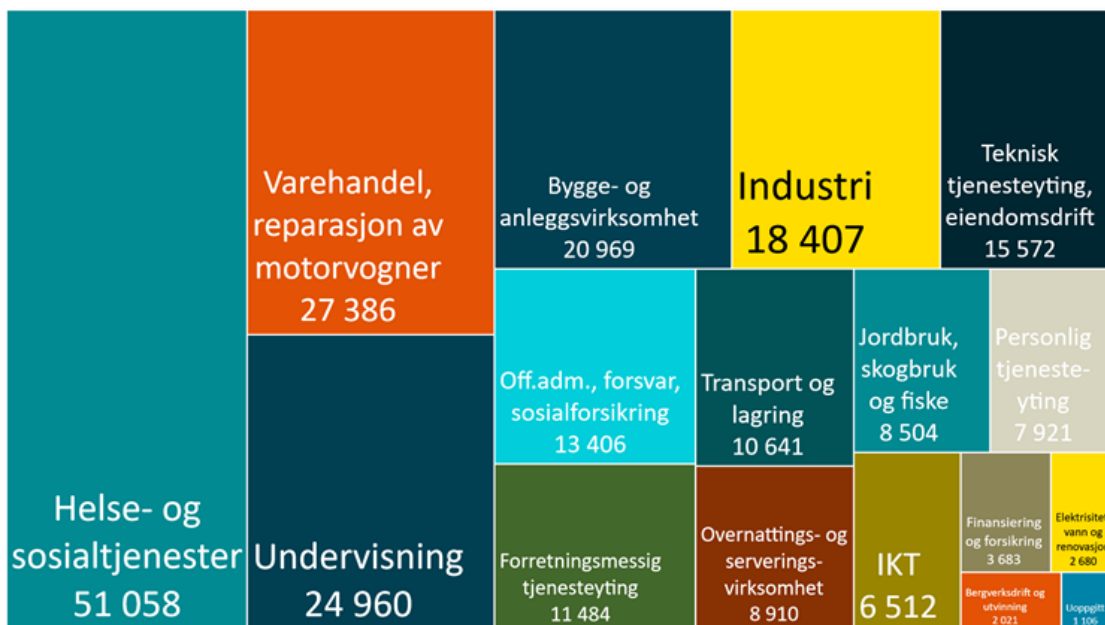 Helse- og
sosialtjenester
51 058
Varehandel,
reparasjon av
motorvogner
27 386
Undervisning
24 960
Bygge- og
anleggsvirksomhet
20 969
Industri
18 407
Teknisk
tjenesteyting,
eiendomsdrift
15 572
Off.adm., forsvar,
sosialforsikring
13 406
Transport og
lagring
10 641
Jordbruk,
skogbruk
og fiske
8 504
Personlig
tjeneste-
yting
7 921
Forretningsmessig
tjenesteyting
11 484
Overnattings- og
serverings-
virksomhet
8 910
IKT
6 512
Finansiering
og forsikring
3 683
Elektrisitet,
vann og
renovasjon
2 680
Bergverksdrift og
utvinning
2 021
Uoppgitt
1 106